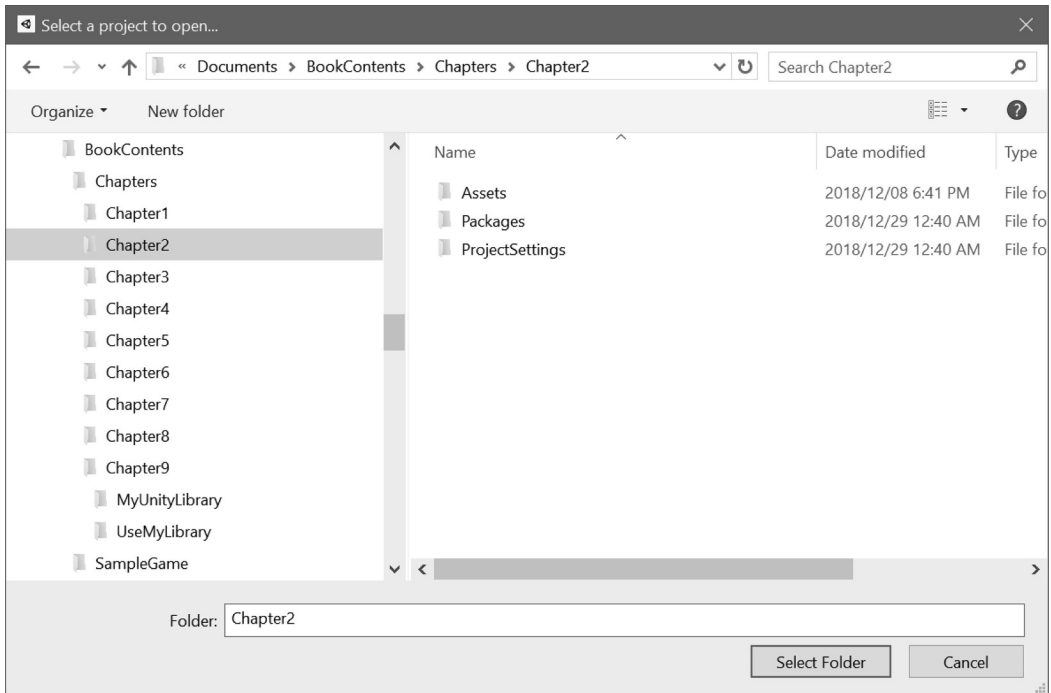 Select a project to open...
« Documents > BookContents > Chapters > Chapter2
Search Chapter2
Organize
New folder
?
BookContents
Chapters
Chapter1
Chapter2
Chapter3
Chapter4
Chapter5
Chapter6
Chapter7
Chapter8
Chapter9
MyUnityLibrary
UseMyLibrary
SampleGame
Name Date modified Type
Assets 2018/12/08 6:41 PM File fo
Packages 2018/12/29 12:40 AM File fo
ProjectSettings 2018/12/29 12:40 AM File fo
Folder: Chapter2
Select Folder Cancel